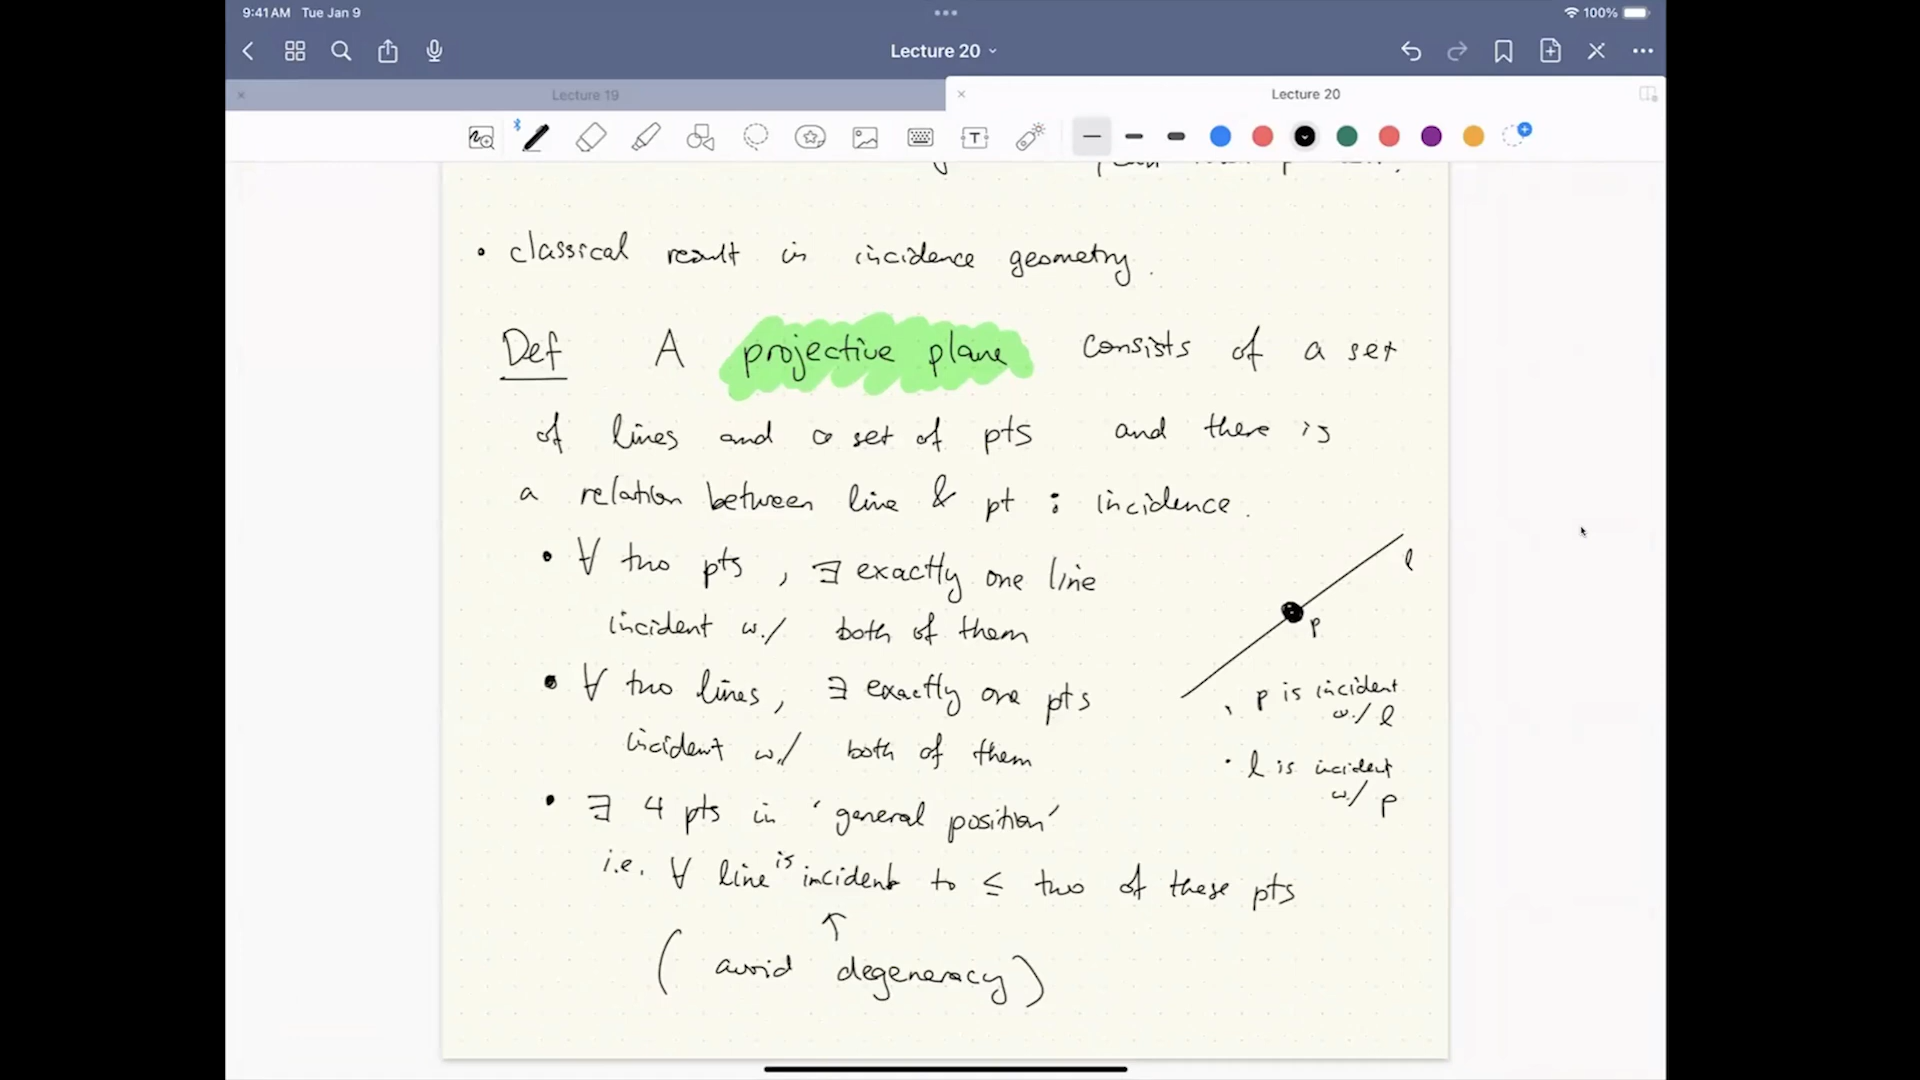 9:41 AM Tue Jan 9
100%
Lecture 20
Lecture 19
Lecture 20
• classical result in incidence geometry.
Def A projective plane consists of a set
of lines and a set of pts and there is
a relation between line & pt : incidence.
• ∀ two pts, ∃ exactly one line
incident w./ both of them
• ∀ two lines, ∃ exactly one pts
incident w./ both of them
• ∃ 4 pts in 'general position'
i.e. ∀ line is incident to ≤ two of these pts
↑
( avoid degeneracy )
l
p
, p is incident
w./ l
• l is incident
w/ p